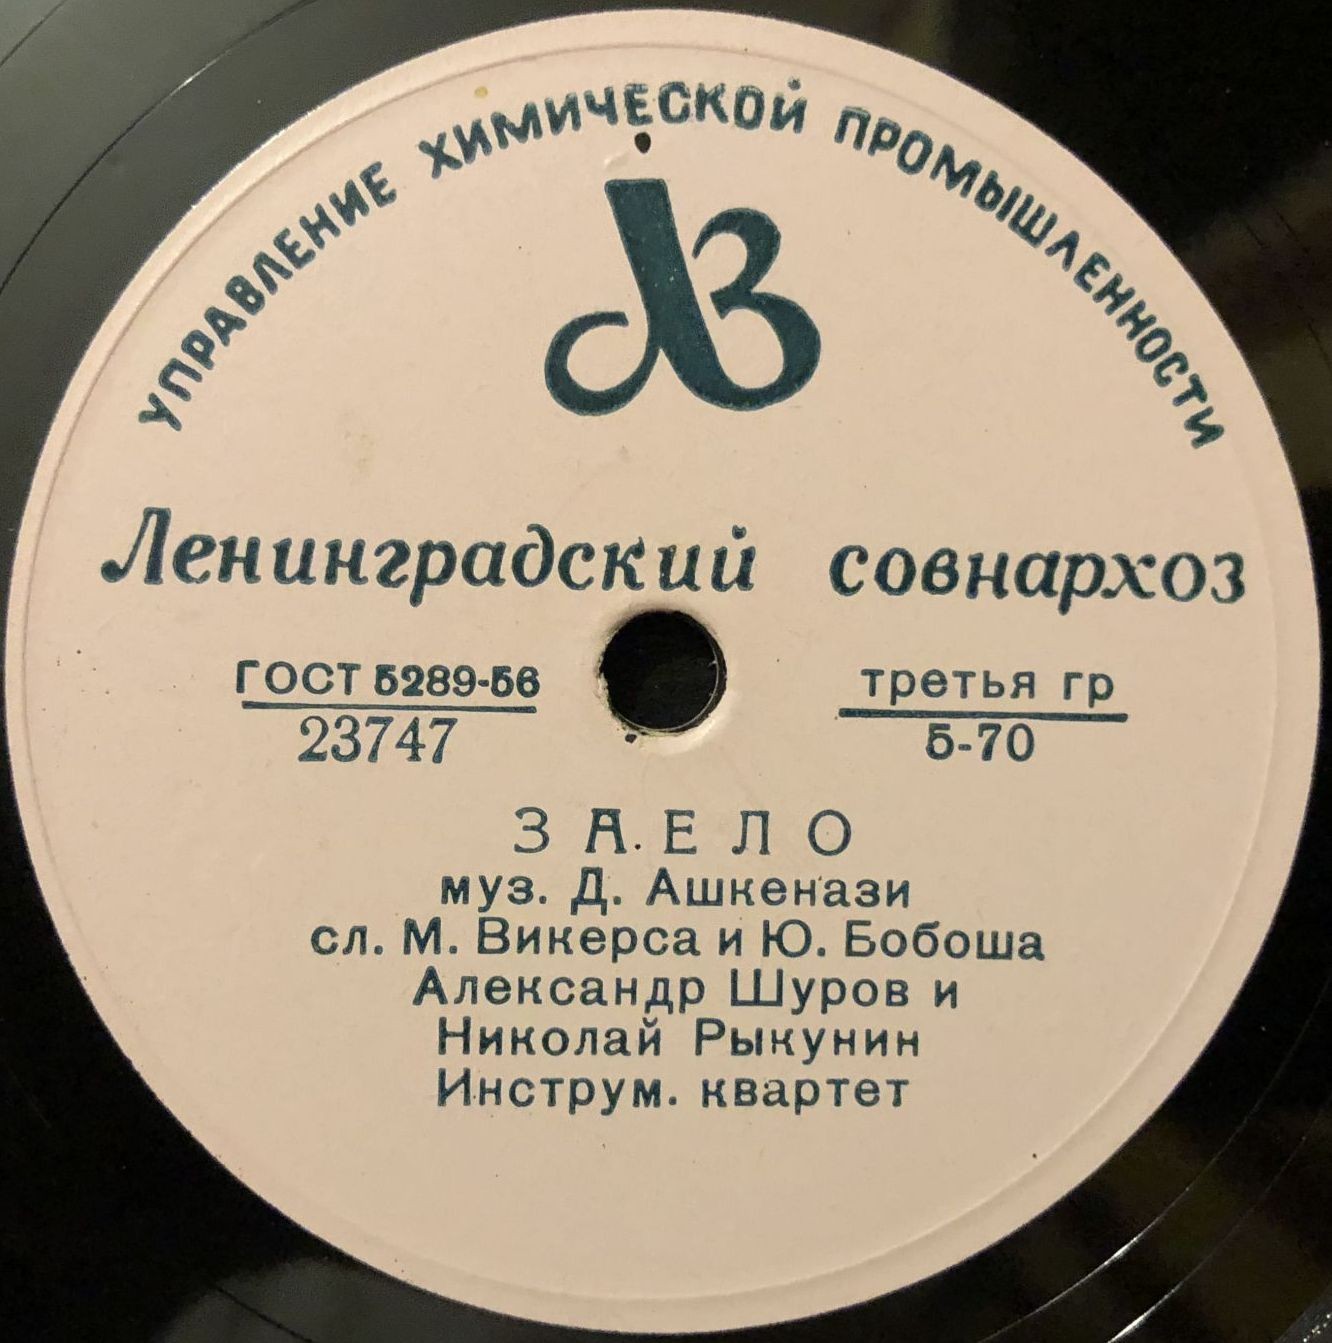 УПРАВЛЕНИЕ ХИМИЧЕСКОЙ ПРОМЫШЛЕННОСТИ
ЛЗ
Ленинградский совнархоз
ГОСТ 5289-56
23747
третья гр
5-70
ЗАЕЛО
муз. Д. Ашкенази
сл. М. Викерса и Ю. Бобоша
Александр Шуров и
Николай Рыкунин
Инструм. квартет